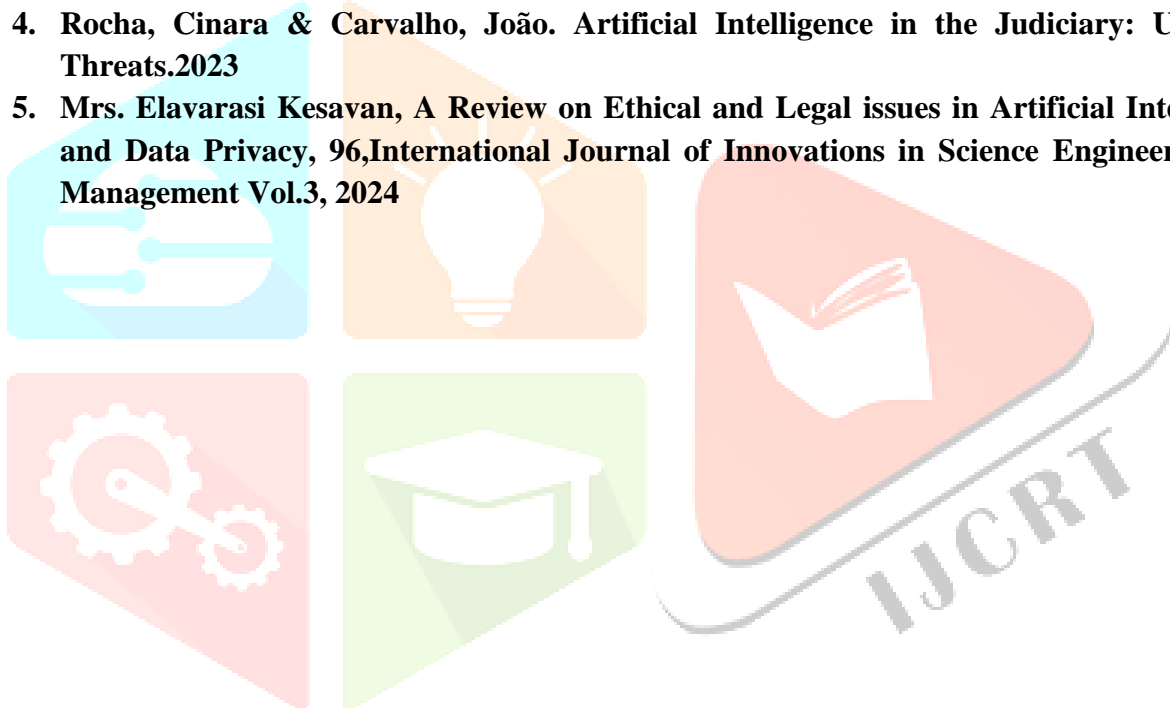 4. Rocha, Cinara & Carvalho, João. Artificial Intelligence in the Judiciary:
Threats.2023
5. Mrs. Elavarasi Kesavan, A Review on Ethical and Legal issues in Artificial
and Data Privacy, 96,International Journal of Innovations in Science
Management Vol.3, 2024
IJCRT